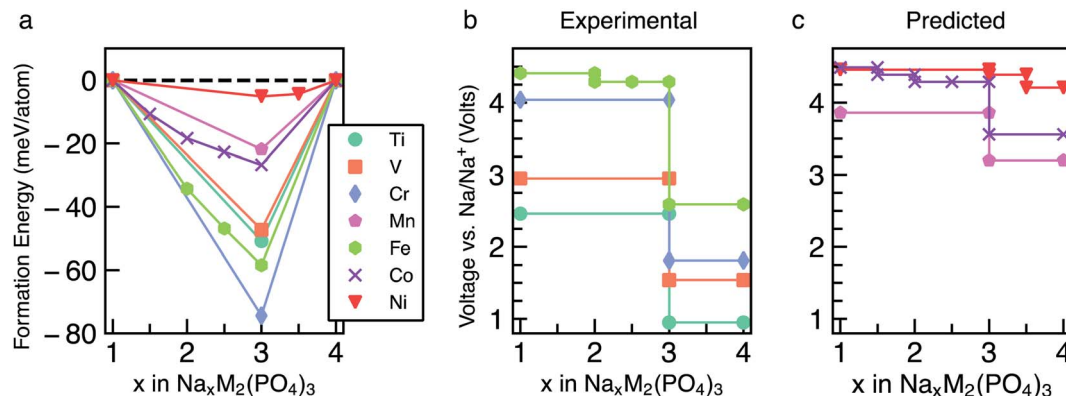 a
b
Experimental
c
Predicted
Formation Energy (meV/atom)
0
−20
−40
−60
−80
1
2
3
4
x in NaₓM₂(PO₄)₃
Ti
V
Cr
Mn
Fe
Co
Ni
Voltage vs. Na/Na⁺ (Volts)
4
3
2
1
1
2
3
4
x in NaₓM₂(PO₄)₃
4
3
2
1
1
2
3
4
x in NaₓM₂(PO₄)₃